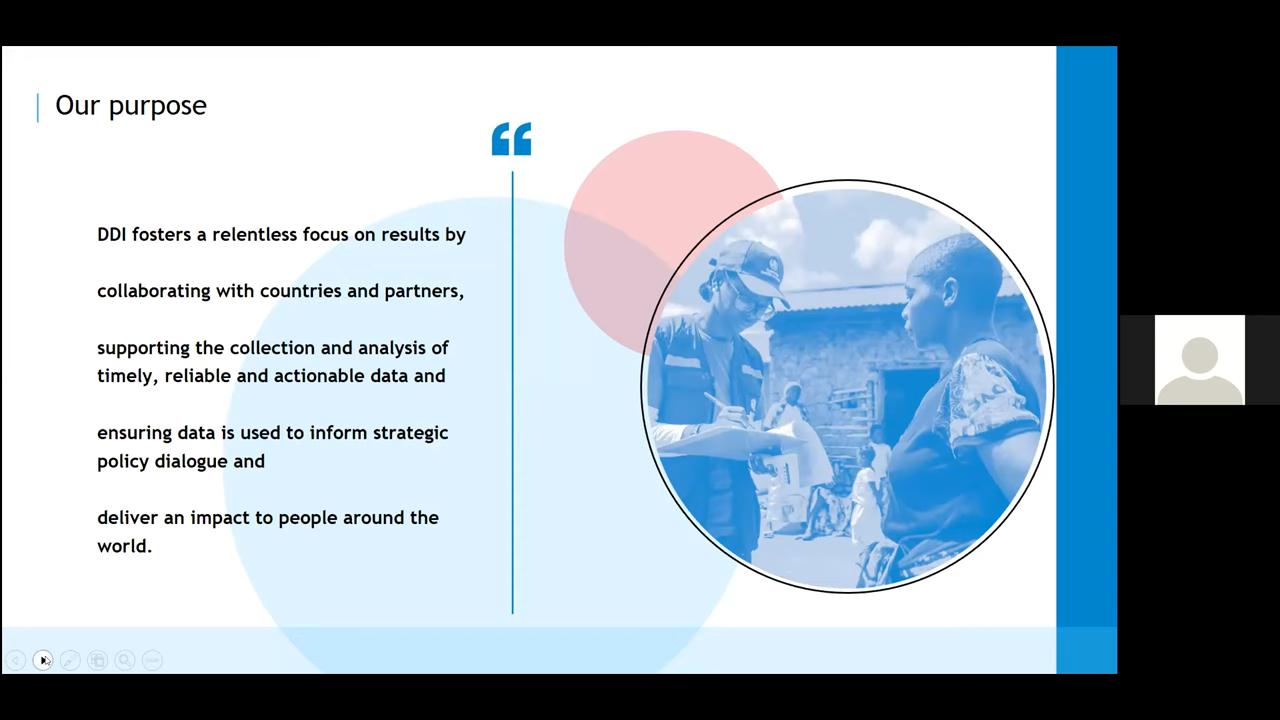 Our purpose
“
DDI fosters a relentless focus on results by
collaborating with countries and partners,
supporting the collection and analysis of
timely, reliable and actionable data and
ensuring data is used to inform strategic
policy dialogue and
deliver an impact to people around the
world.